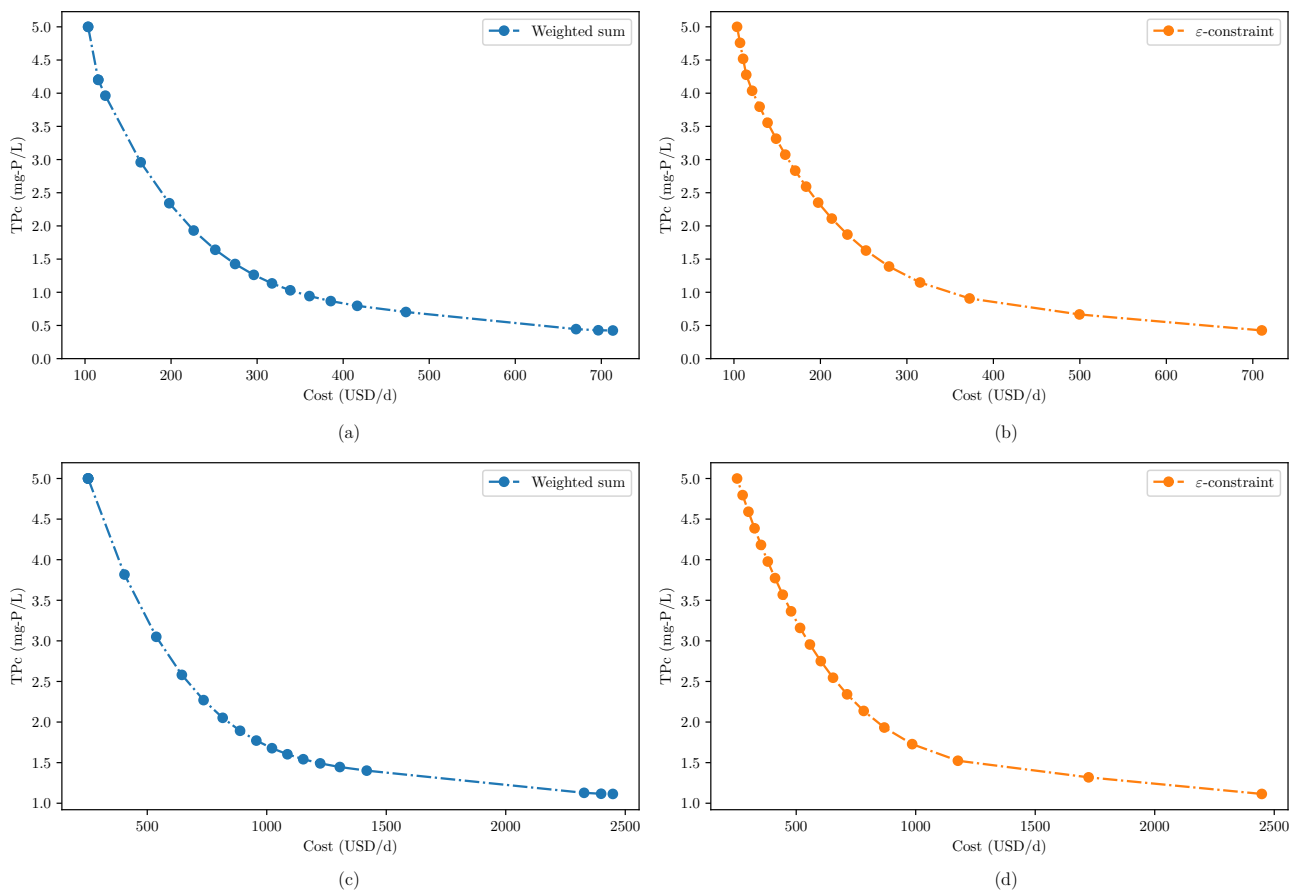 5.0
4.5
4.0
3.5
3.0
2.5
2.0
1.5
1.0
0.5
0.0
TPc (mg-P/L)
Weighted sum
100 200 300 400 500 600 700
Cost (USD/d)
(a)
5.0
4.5
4.0
3.5
3.0
2.5
2.0
1.5
1.0
0.5
0.0
TPc (mg-P/L)
ε-constraint
100 200 300 400 500 600 700
Cost (USD/d)
(b)
5.0
4.5
4.0
3.5
3.0
2.5
2.0
1.5
1.0
TPc (mg-P/L)
Weighted sum
500 1000 1500 2000 2500
Cost (USD/d)
(c)
5.0
4.5
4.0
3.5
3.0
2.5
2.0
1.5
1.0
TPc (mg-P/L)
ε-constraint
500 1000 1500 2000 2500
Cost (USD/d)
(d)